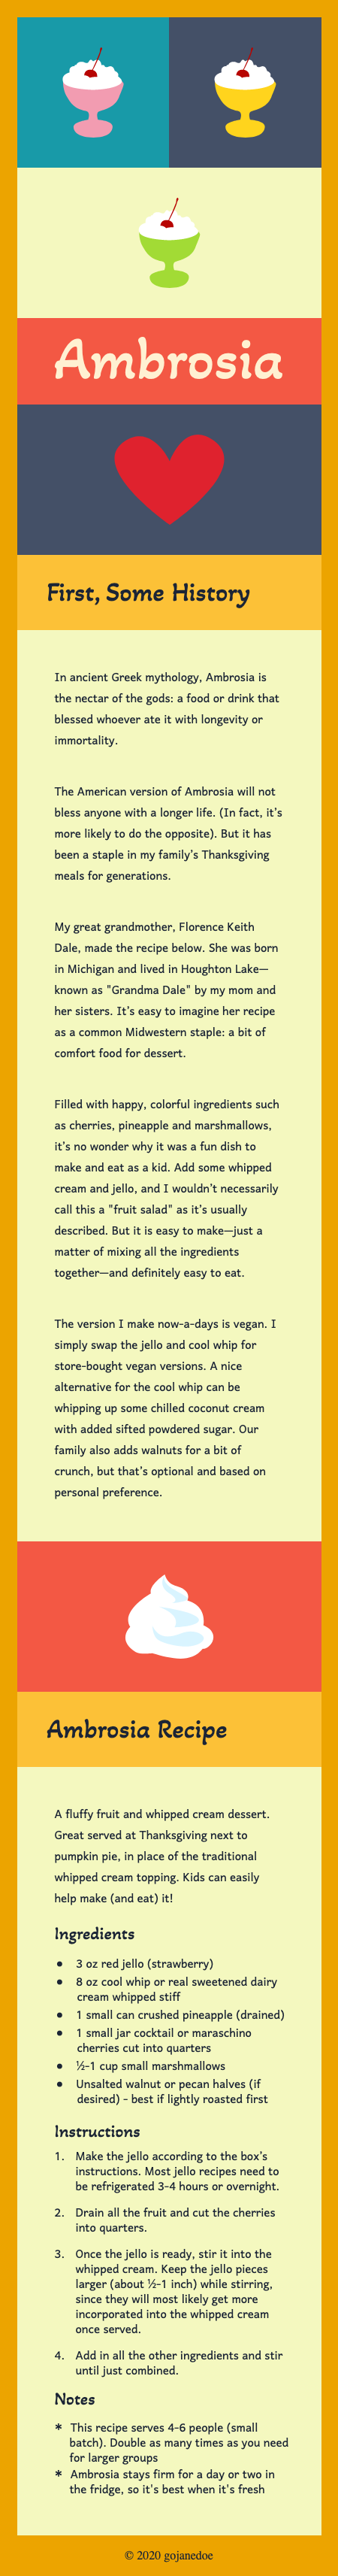 Ambrosia
First, Some History
In ancient Greek mythology, Ambrosia is
the nectar of the gods: a food or drink that
blessed whoever ate it with longevity or
immortality.
The American version of Ambrosia will not
bless anyone with a longer life. (In fact, it's
more likely to do the opposite). But it has
been a staple in my family's Thanksgiving
meals for generations.
My great grandmother, Florence Keith
Dale, made the recipe below. She was born
in Michigan and lived in Houghton Lake—
known as "Grandma Dale" by my mom and
her sisters. It's easy to imagine her recipe
as a common Midwestern staple: a bit of
comfort food for dessert.
Filled with happy, colorful ingredients such
as cherries, pineapple and marshmallows,
it's no wonder why it was a fun dish to
make and eat as a kid. Add some whipped
cream and jello, and I wouldn't necessarily
call this a "fruit salad" as it's usually
described. But it is easy to make—just a
matter of mixing all the ingredients
together—and definitely easy to eat.
The version I make now-a-days is vegan. I
simply swap the jello and cool whip for
store-bought vegan versions. A nice
alternative for the cool whip can be
whipping up some chilled coconut cream
with added sifted powdered sugar. Our
family also adds walnuts for a bit of
crunch, but that's optional and based on
personal preference.
Ambrosia Recipe
A fluffy fruit and whipped cream dessert.
Great served at Thanksgiving next to
pumpkin pie, in place of the traditional
whipped cream topping. Kids can easily
help make (and eat) it!
Ingredients
● 3 oz red jello (strawberry)
● 8 oz cool whip or real sweetened dairy
cream whipped stiff
● 1 small can crushed pineapple (drained)
● 1 small jar cocktail or maraschino
cherries cut into quarters
● ½-1 cup small marshmallows
● Unsalted walnut or pecan halves (if
desired) - best if lightly roasted first
Instructions
1. Make the jello according to the box's
instructions. Most jello recipes need to
be refrigerated 3-4 hours or overnight.
2. Drain all the fruit and cut the cherries
into quarters.
3. Once the jello is ready, stir it into the
whipped cream. Keep the jello pieces
larger (about ½-1 inch) while stirring,
since they will most likely get more
incorporated into the whipped cream
once served.
4. Add in all the other ingredients and stir
until just combined.
Notes
* This recipe serves 4-6 people (small
batch). Double as many times as you need
for larger groups
* Ambrosia stays firm for a day or two in
the fridge, so it's best when it's fresh
© 2020 gojanedoe